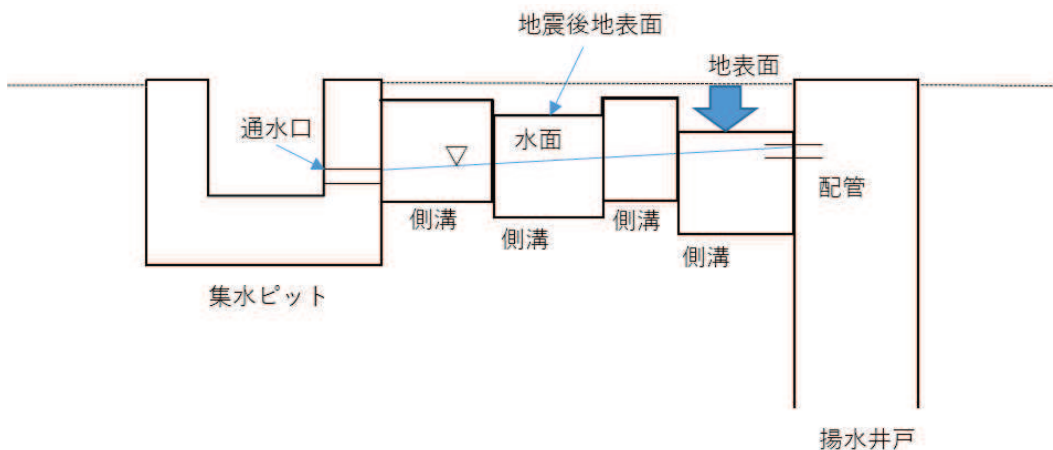 地震後地表面
地表面
通水口
水面
配管
側溝
側溝
側溝
側溝
集水ピット
揚水井戸